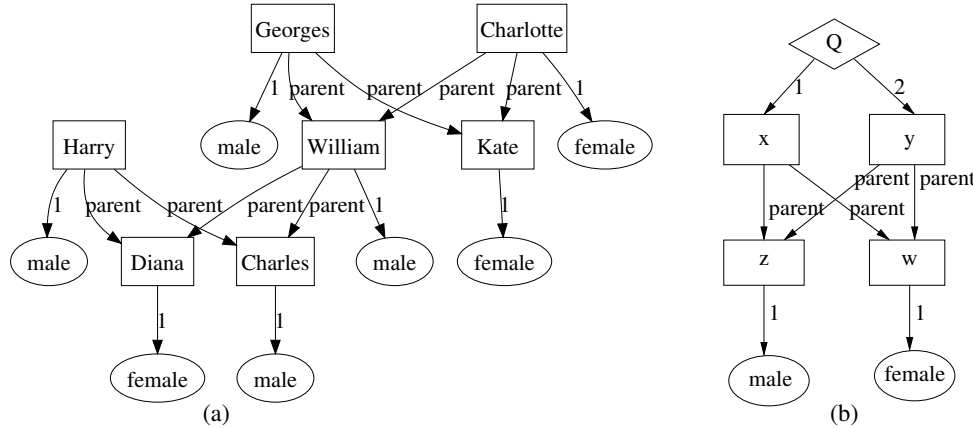 Georges
Charlotte
1
parent
parent
parent
parent
1
Harry
male
William
Kate
female
1
parent
parent
parent
parent
1
1
male
Diana
Charles
male
female
1
1
female
male
(a)
Q
1
2
x
y
parent
parent
parent
parent
z
w
1
1
male
female
(b)